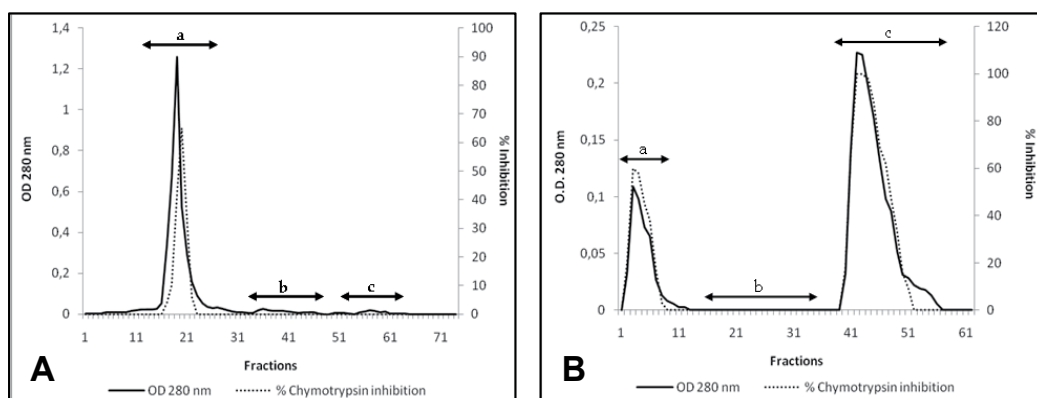 1,4
1,2
1
0,8
0,6
0,4
0,2
0
OD 280 nm
a
b
c
100
90
80
70
60
50
40
30
20
10
0
% Inhibition
1 11 21 31 41 51 61 71
Fractions
OD 280 nm % Chymotrypsin inhibition
A
0,25
0,2
0,15
0,1
0,05
0
O.D. 280 nm
a
b
c
120
100
80
60
40
20
0
% Inhibition
1 11 21 31 41 51 61
Fractions
OD 280 nm % Chymotrypsin inhibition
B